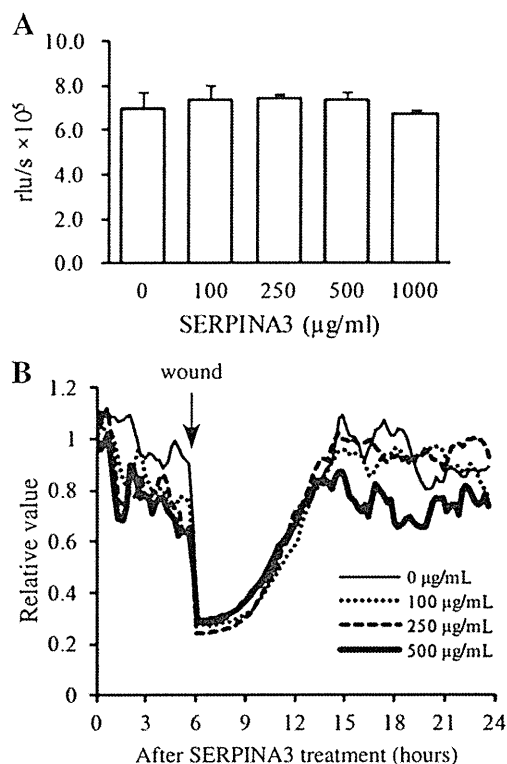 A
10.0
8.0
6.0
4.0
2.0
0.0
rlu/s ×10⁵
0 100 250 500 1000
SERPINA3 (µg/ml)
B
wound
1.2
1
0.8
0.6
0.4
0.2
0
Relative value
0 µg/mL
100 µg/mL
250 µg/mL
500 µg/mL
0 3 6 9 12 15 18 21 24
After SERPINA3 treatment (hours)